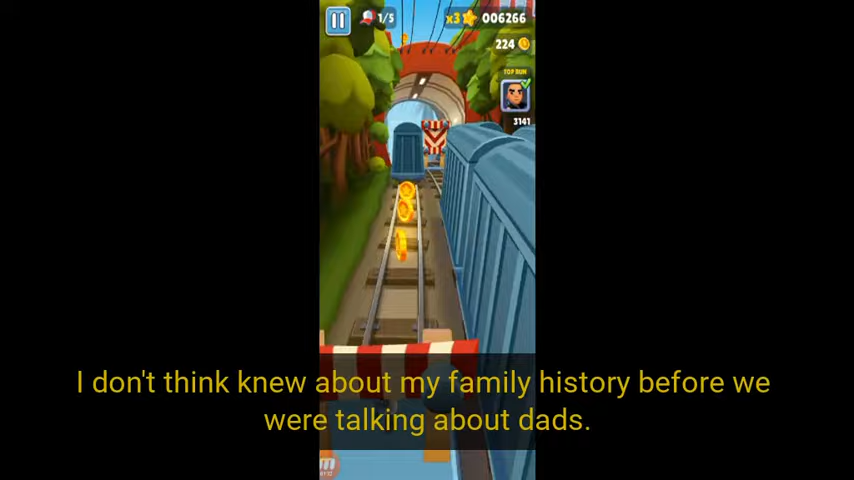 1/5
x3 006266
224
TOP RUN
3141
I don't think knew about my family history before we
were talking about dads.